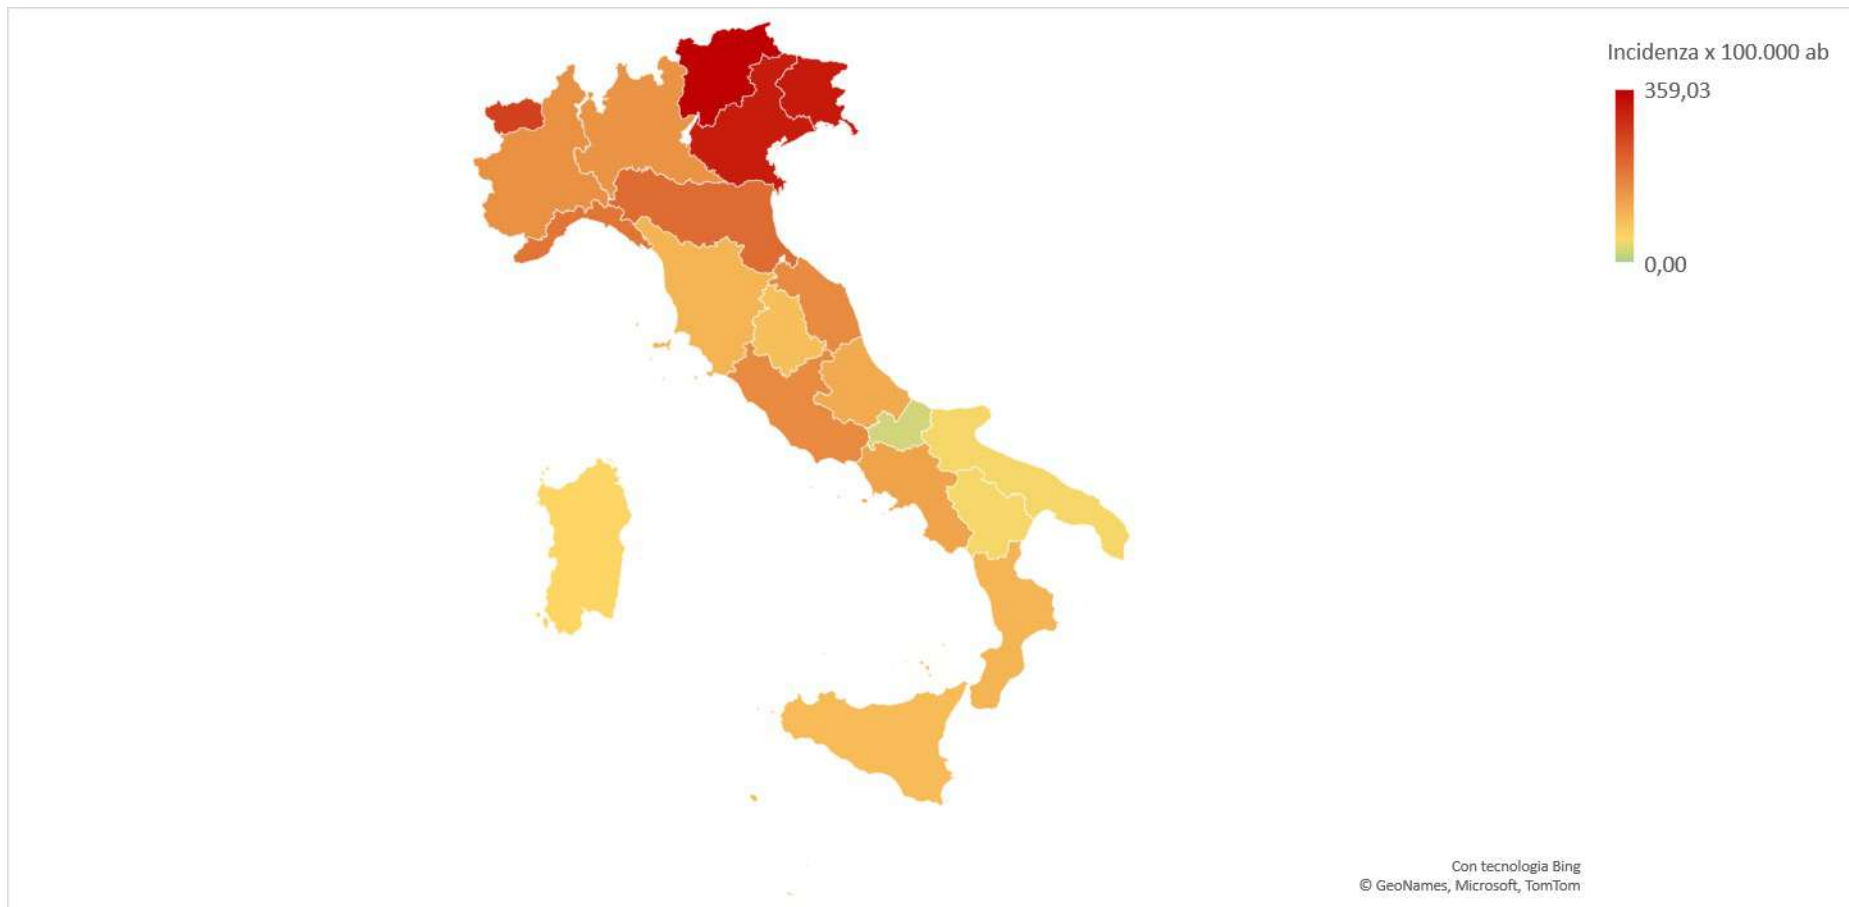 Incidenza x 100.000 ab
359,03
0,00
Con tecnologia Bing
© GeoNames, Microsoft, TomTom